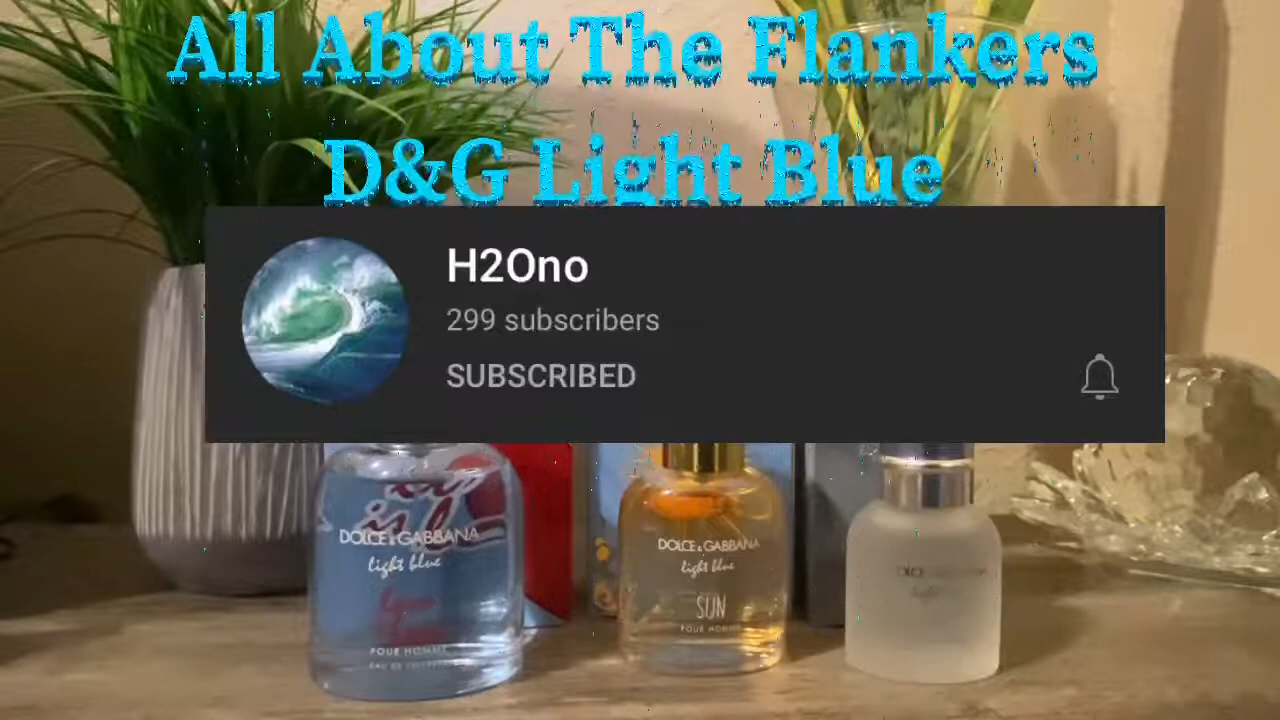 All About The Flankers
D&G Light Blue
H2Ono
299 subscribers
SUBSCRIBED
DOLCE & GABBANA
light blue
POUR HOMME
DOLCE & GABBANA
light blue
SUN
POUR HOMME